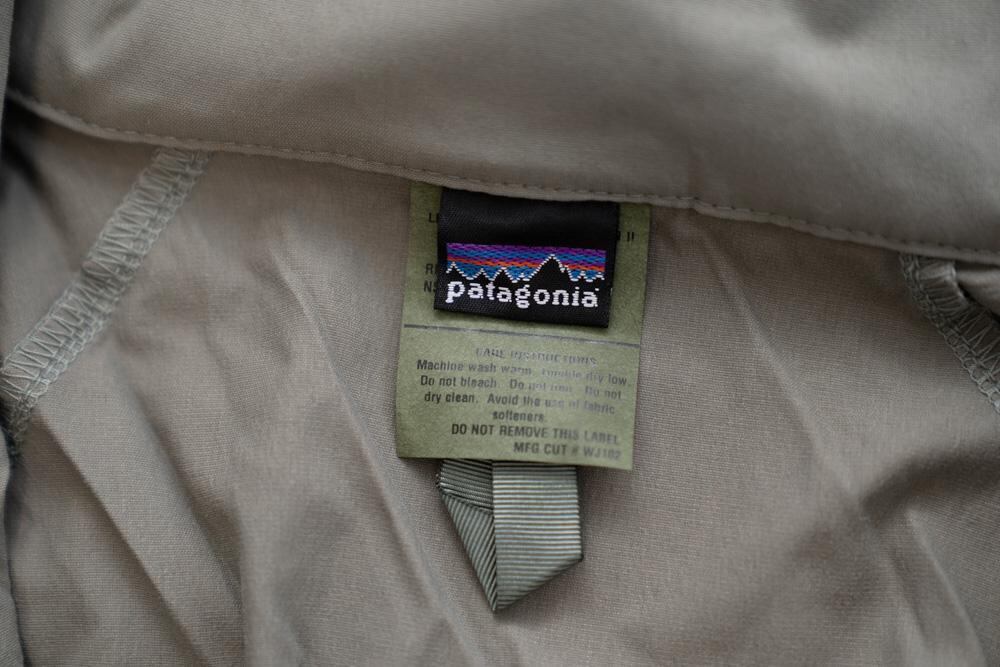 patagonia
CARE INSTRUCTIONS
Machine wash warm. Tumble dry low.
Do not bleach. Do not iron. Do not
dry clean. Avoid the use of fabric
softeners.
DO NOT REMOVE THIS LABEL
MFG CUT # WJ102